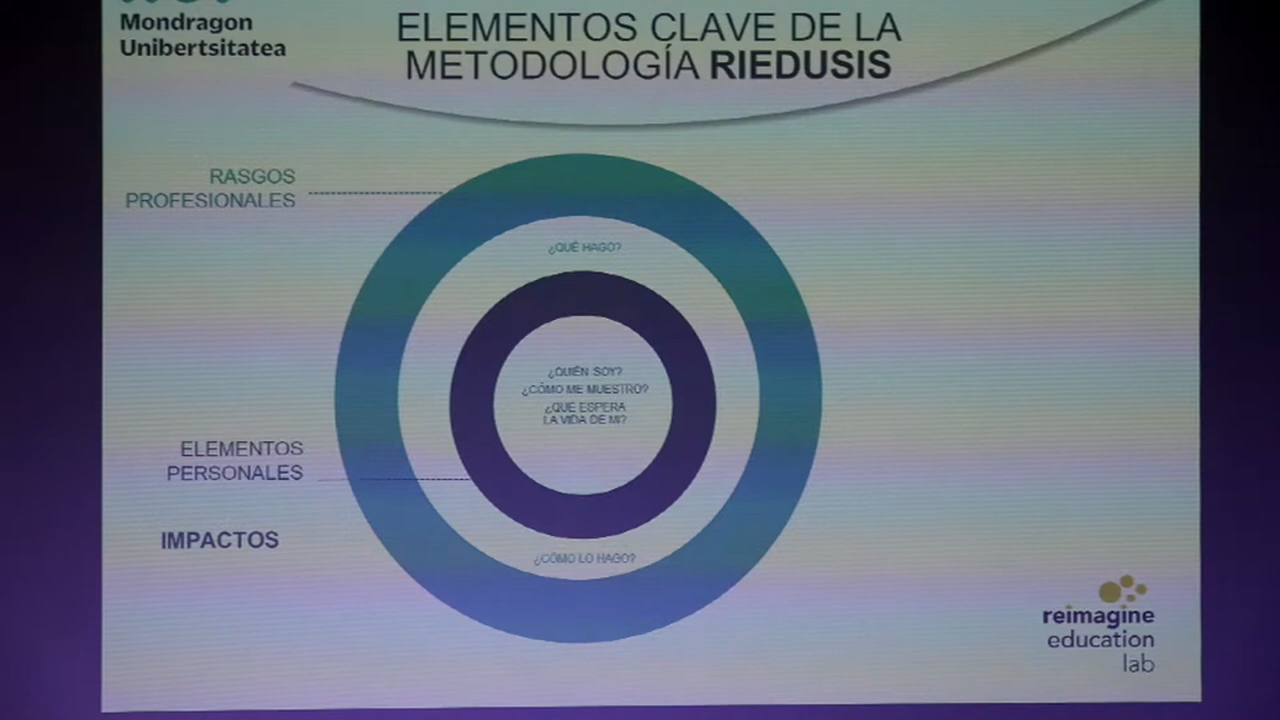 Mondragon
Unibertsitatea
ELEMENTOS CLAVE DE LA
METODOLOGÍA RIEDUSIS
RASGOS
PROFESIONALES
¿QUÉ HAGO?
¿QUIÉN SOY?
¿CÓMO ME MUESTRO?
¿QUE ESPERA
LA VIDA DE MI?
ELEMENTOS
PERSONALES
IMPACTOS
¿CÓMO LO HAGO?
reimagine
education
lab